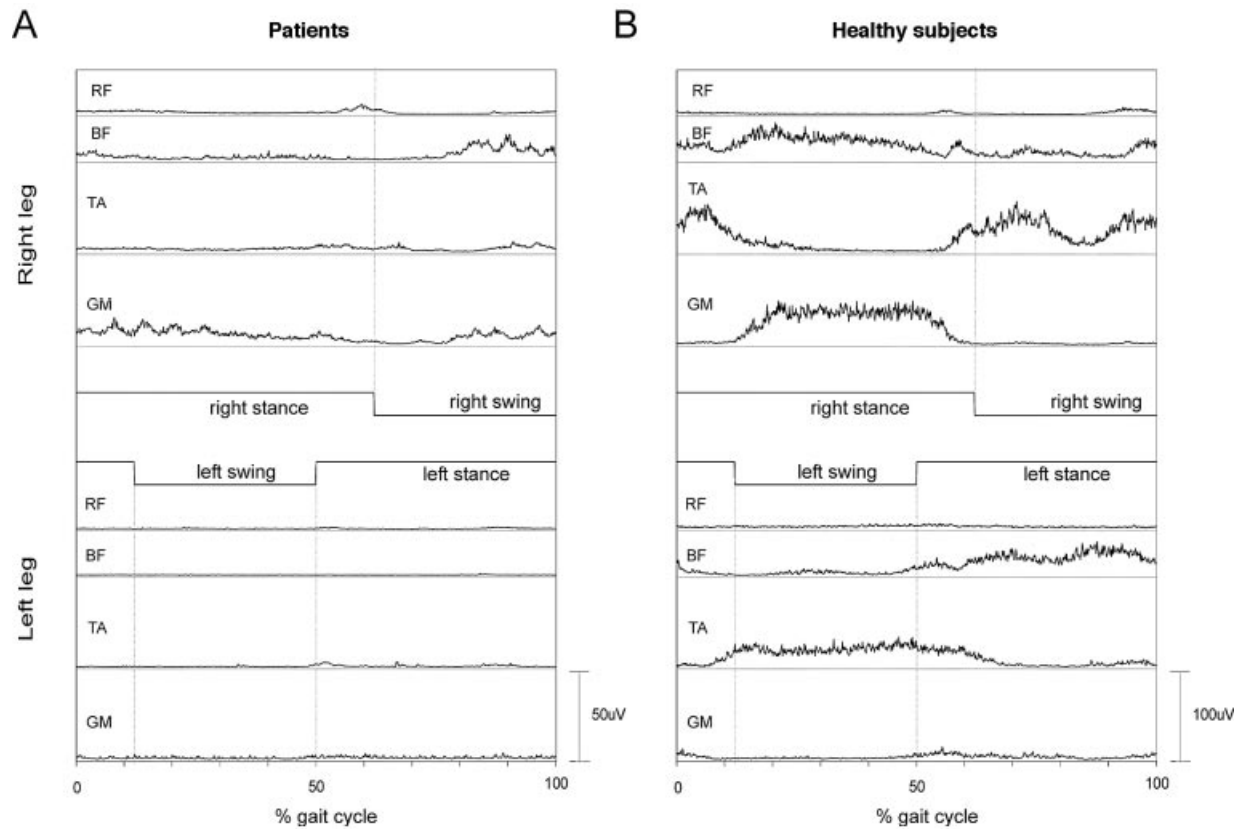 A
Patients
Right leg
RF
BF
TA
GM
right stance
right swing
left swing
left stance
Left leg
RF
BF
TA
GM
50uV
0
50
100
% gait cycle
B
Healthy subjects
RF
BF
TA
GM
right stance
right swing
left swing
left stance
RF
BF
TA
GM
100uV
0
50
100
% gait cycle